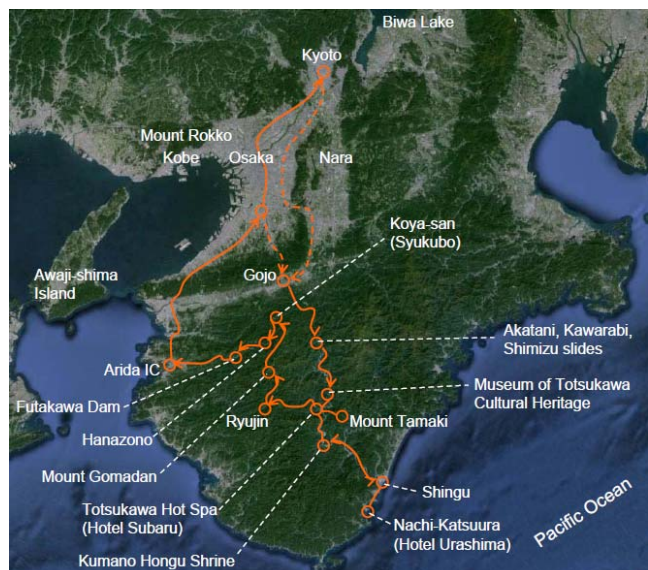 Biwa Lake
Kyoto
Mount Rokko
Kobe
Osaka
Nara
Koya-san
(Syukubo)
Awaji-shima
Island
Gojo
Akatani, Kawarabi,
Shimizu slides
Arida IC
Museum of Totsukawa
Cultural Heritage
Futakawa Dam
Ryujin
Mount Tamaki
Hanazono
Mount Gomadan
Shingu
Totsukawa Hot Spa
(Hotel Subaru)
Nachi-Katsuura
(Hotel Urashima)
Pacific Ocean
Kumano Hongu Shrine